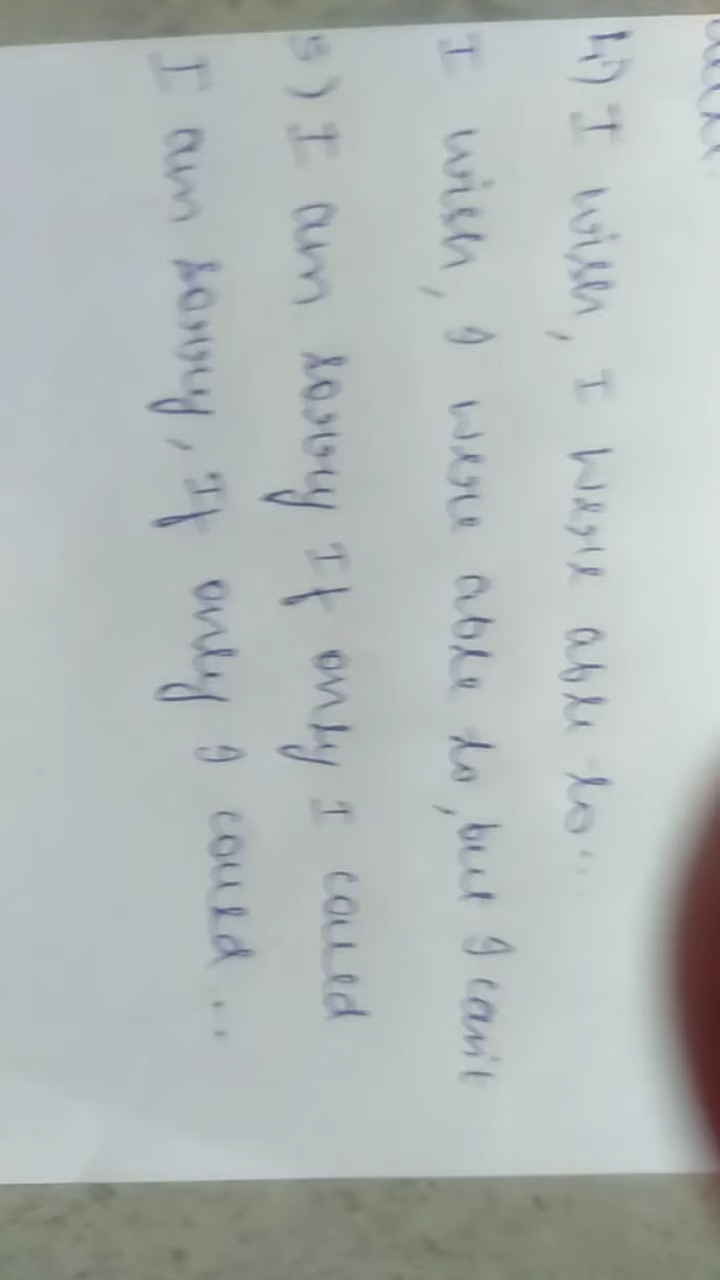 4) I wish, I were able to...
I wish, I were able to, but I can't
5) I am sorry If only I could
I am sorry, If only I could ...